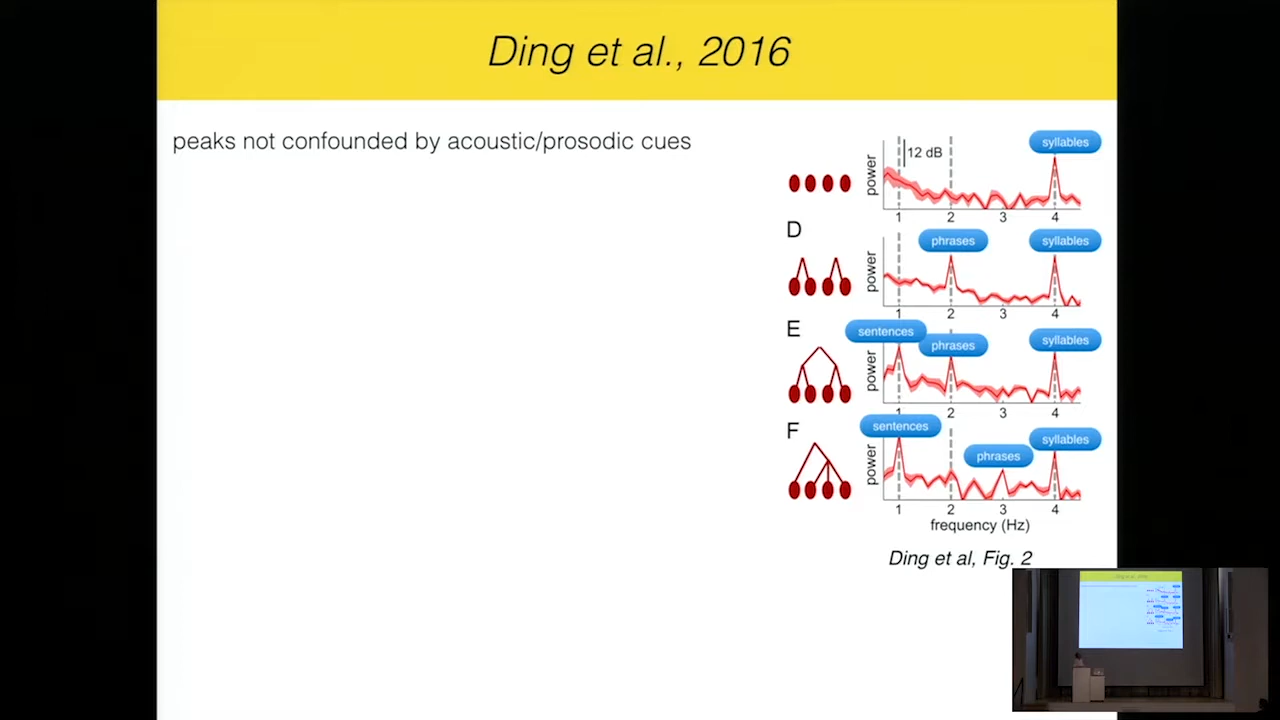 Ding et al., 2016
peaks not confounded by acoustic/prosodic cues
syllables
12 dB
power
1 2 3 4
D
phrases syllables
power
1 2 3 4
E
sentences phrases syllables
power
1 2 3 4
F
sentences phrases syllables
power
1 2 3 4
frequency (Hz)
Ding et al, Fig. 2